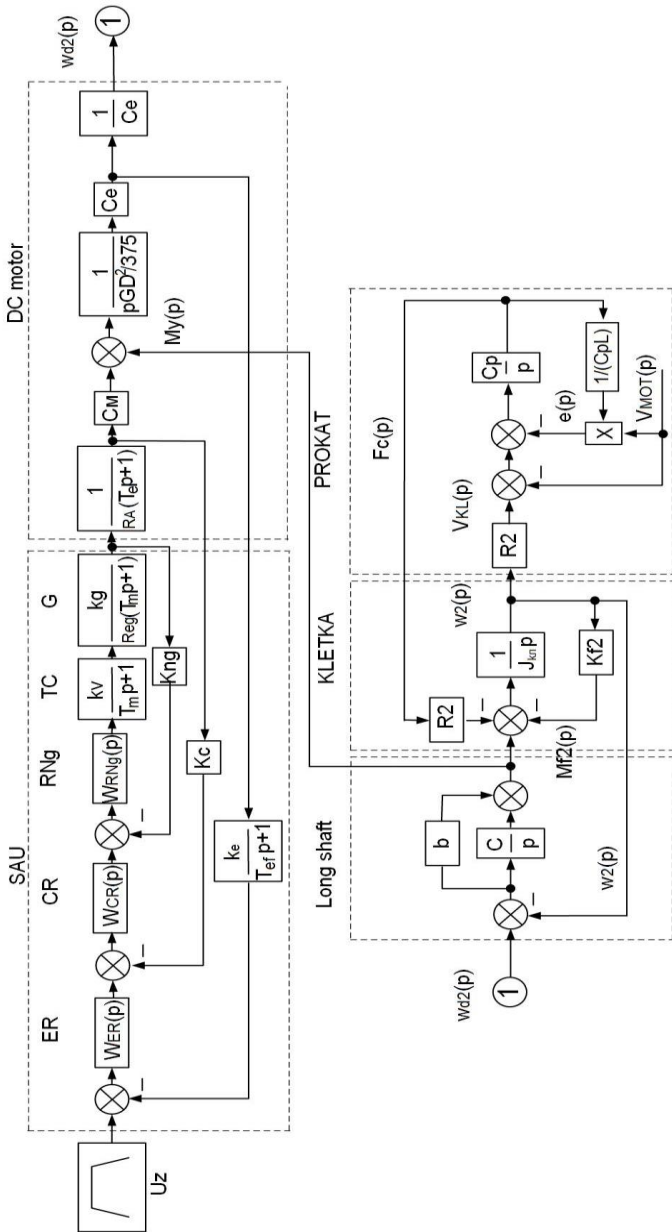 SAU
DC motor
ER
CR
RNg
TC
G
Uz
WER(p)
WCR(p)
WRNg(p)
kv
Tmp+1
kg
Reg(Tmp+1)
1
RA(Tep+1)
CM
1
pGD²/375
Ce
1
Ce
wd2(p)
1
Kng
Kc
ke
Tefp+1
My(p)
Long shaft
KLETKA
PROKAT
wd2(p)
1
b
C
p
R2
Mf2(p)
1
Jknp
Kf2
w2(p)
w2(p)
R2
VKL(p)
Fc(p)
Cp
p
e(p)
1/(CpL)
X
VMOT(p)